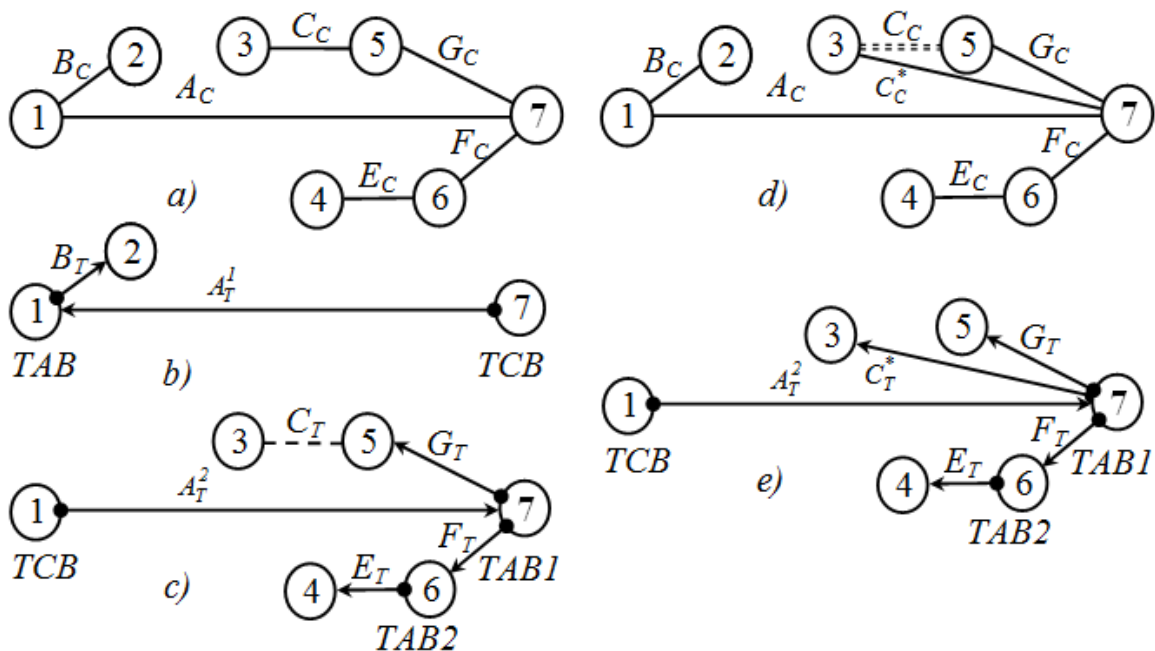 3 C_C 5 G_C
B_C 2
1 A_C 7
F_C
4 E_C 6
a)
B_T 2
1 A_T^1 7
TAB TCB
b)
3 C_T 5 G_T
1 A_T^2 7
TCB F_T TAB1
4 E_T 6
c)
TAB2
3 C_C 5 G_C
B_C 2
C_C^*
1 A_C 7
F_C
4 E_C 6
d)
3 5 G_T
C_T^*
1 A_T^2 7
TCB F_T TAB1
4 E_T 6
e)
TAB2